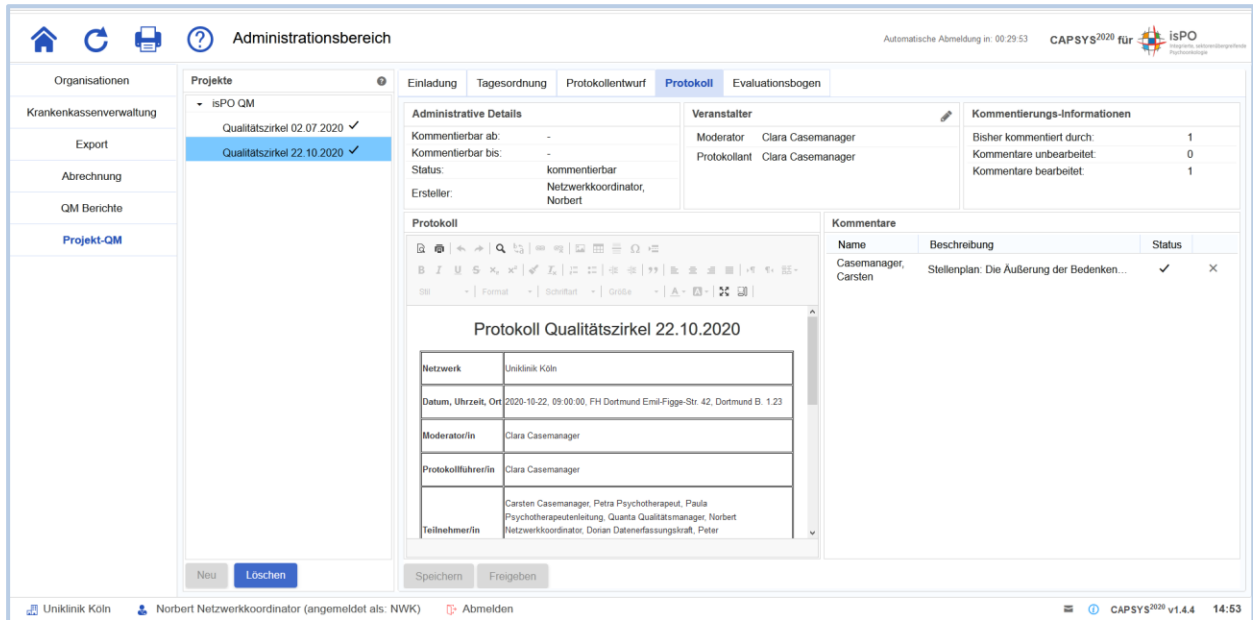 Administrationsbereich
Automatische Abmeldung in: 00:29:53
CAPSYS2020 für
isPO
Integrierte, sektorenübergreifende
Psychoonkologie
Organisationen
Krankenkassenverwaltung
Export
Abrechnung
QM Berichte
Projekt-QM
Projekte
isPO QM
Qualitätszirkel 02.07.2020
Qualitätszirkel 22.10.2020
Neu Löschen
Einladung Tagesordnung Protokollentwurf Protokoll Evaluationsbogen
Administrative Details
Kommentierbar ab: -
Kommentierbar bis: -
Status: kommentierbar
Ersteller: Netzwerkkoordinator,
Norbert
Veranstalter
Moderator Clara Casemanager
Protokollant Clara Casemanager
Kommentierungs-Informationen
Bisher kommentiert durch: 1
Kommentare unbearbeitet: 0
Kommentare bearbeitet: 1
Protokoll
Stil Format Schriftart Größe
Protokoll Qualitätszirkel 22.10.2020
Netzwerk Uniklinik Köln
Datum, Uhrzeit, Ort 2020-10-22, 09:00:00, FH Dortmund Emil-Figge-Str. 42, Dortmund B. 1.23
Moderator/in Clara Casemanager
Protokollführer/in Clara Casemanager
Carsten Casemanager, Petra Psychotherapeut, Paula
Psychotherapeutenleitung, Quanta Qualitätsmanager, Norbert
Teilnehmer/in Netzwerkkoordinator, Dorian Datenerfassungskraft, Peter
Speichern Freigeben
Kommentare
Name Beschreibung Status
Casemanager,
Carsten
Stellenplan: Die Äußerung der Bedenken...
Uniklinik Köln Norbert Netzwerkkoordinator (angemeldet als: NWK) Abmelden
CAPSYS2020 v1.4.4 14:53